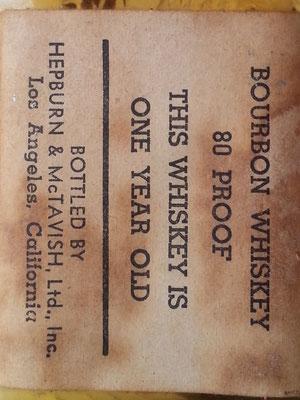 BOURBON WHISKEY
80 PROOF
THIS WHISKEY IS
ONE YEAR OLD
BOTTLED BY
HEPBURN & McTAVISH, Ltd., Inc.
Los Angeles, California